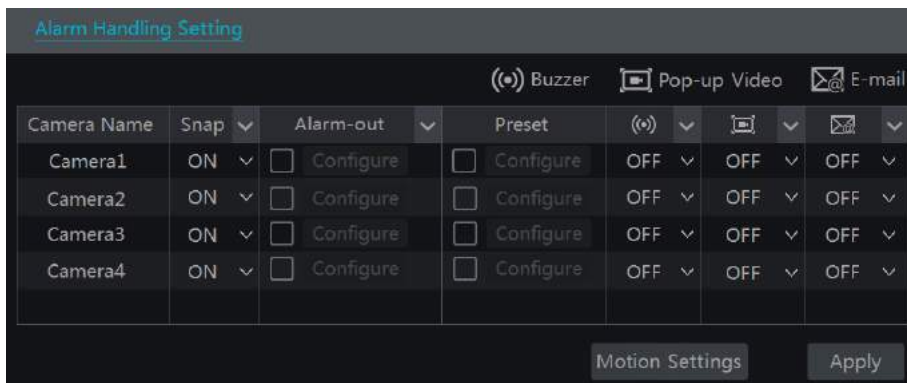 Alarm Handling Setting
Buzzer Pop-up Video E-mail
Camera Name Snap Alarm-out Preset
Camera1 ON Configure Configure OFF OFF OFF
Camera2 ON Configure Configure OFF OFF OFF
Camera3 ON Configure Configure OFF OFF OFF
Camera4 ON Configure Configure OFF OFF OFF
Motion Settings Apply